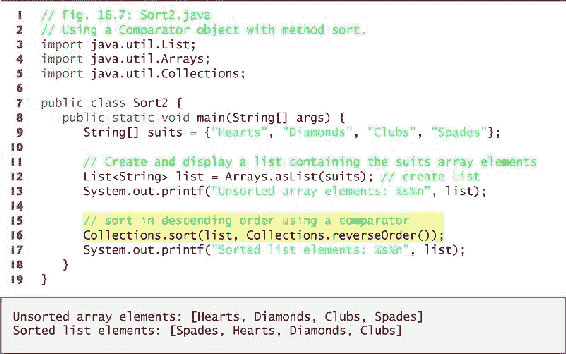 1 // Fig. 16.7: Sort2.java
2 // Using a Comparator object with method sort.
3 import java.util.List;
4 import java.util.Arrays;
5 import java.util.Collections;
6
7 public class Sort2 {
8 public static void main(String[] args) {
9 String[] suits = {"Hearts", "Diamonds", "Clubs", "Spades"};
10
11 // Create and display a list containing the suits array elements
12 List<String> list = Arrays.asList(suits); // create List
13 System.out.printf("Unsorted array elements: %s%n", list);
14
15 // sort in descending order using a comparator
16 Collections.sort(list, Collections.reverseOrder());
17 System.out.printf("Sorted list elements: %s%n", list);
18 }
19 }
Unsorted array elements: [Hearts, Diamonds, Clubs, Spades]
Sorted list elements: [Spades, Hearts, Diamonds, Clubs]